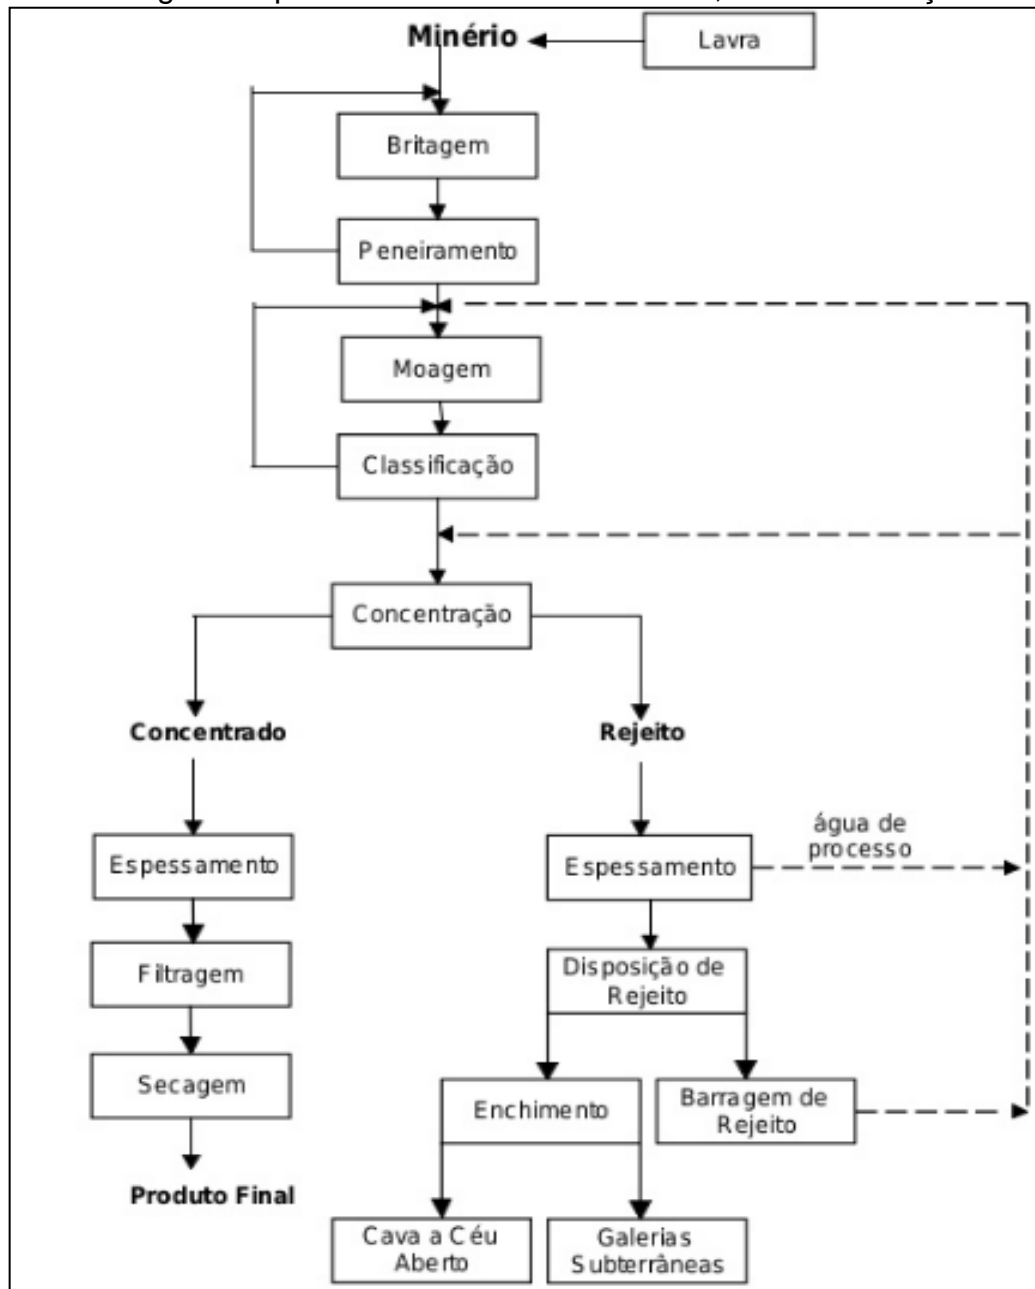 Minério
Lavra
Britagem
Peneiramento
Moagem
Classificação
Concentração
Concentrado
Rejeito
água de
processo
Espessamento
Espessamento
Filtragem
Disposição de
Rejeito
Secagem
Enchimento
Barragem de
Rejeito
Produto Final
Cava a Céu
Aberto
Galerias
Subterrâneas